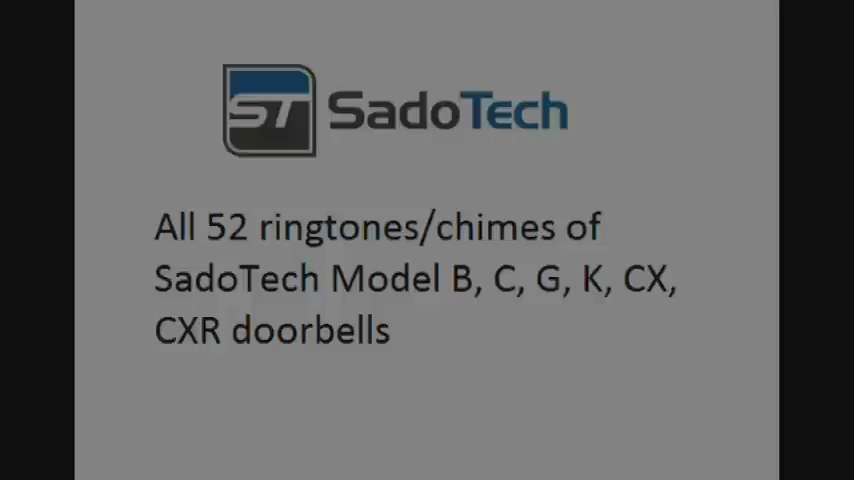 ST SadoTech
All 52 ringtones/chimes of
SadoTech Model B, C, G, K, CX,
CXR doorbells